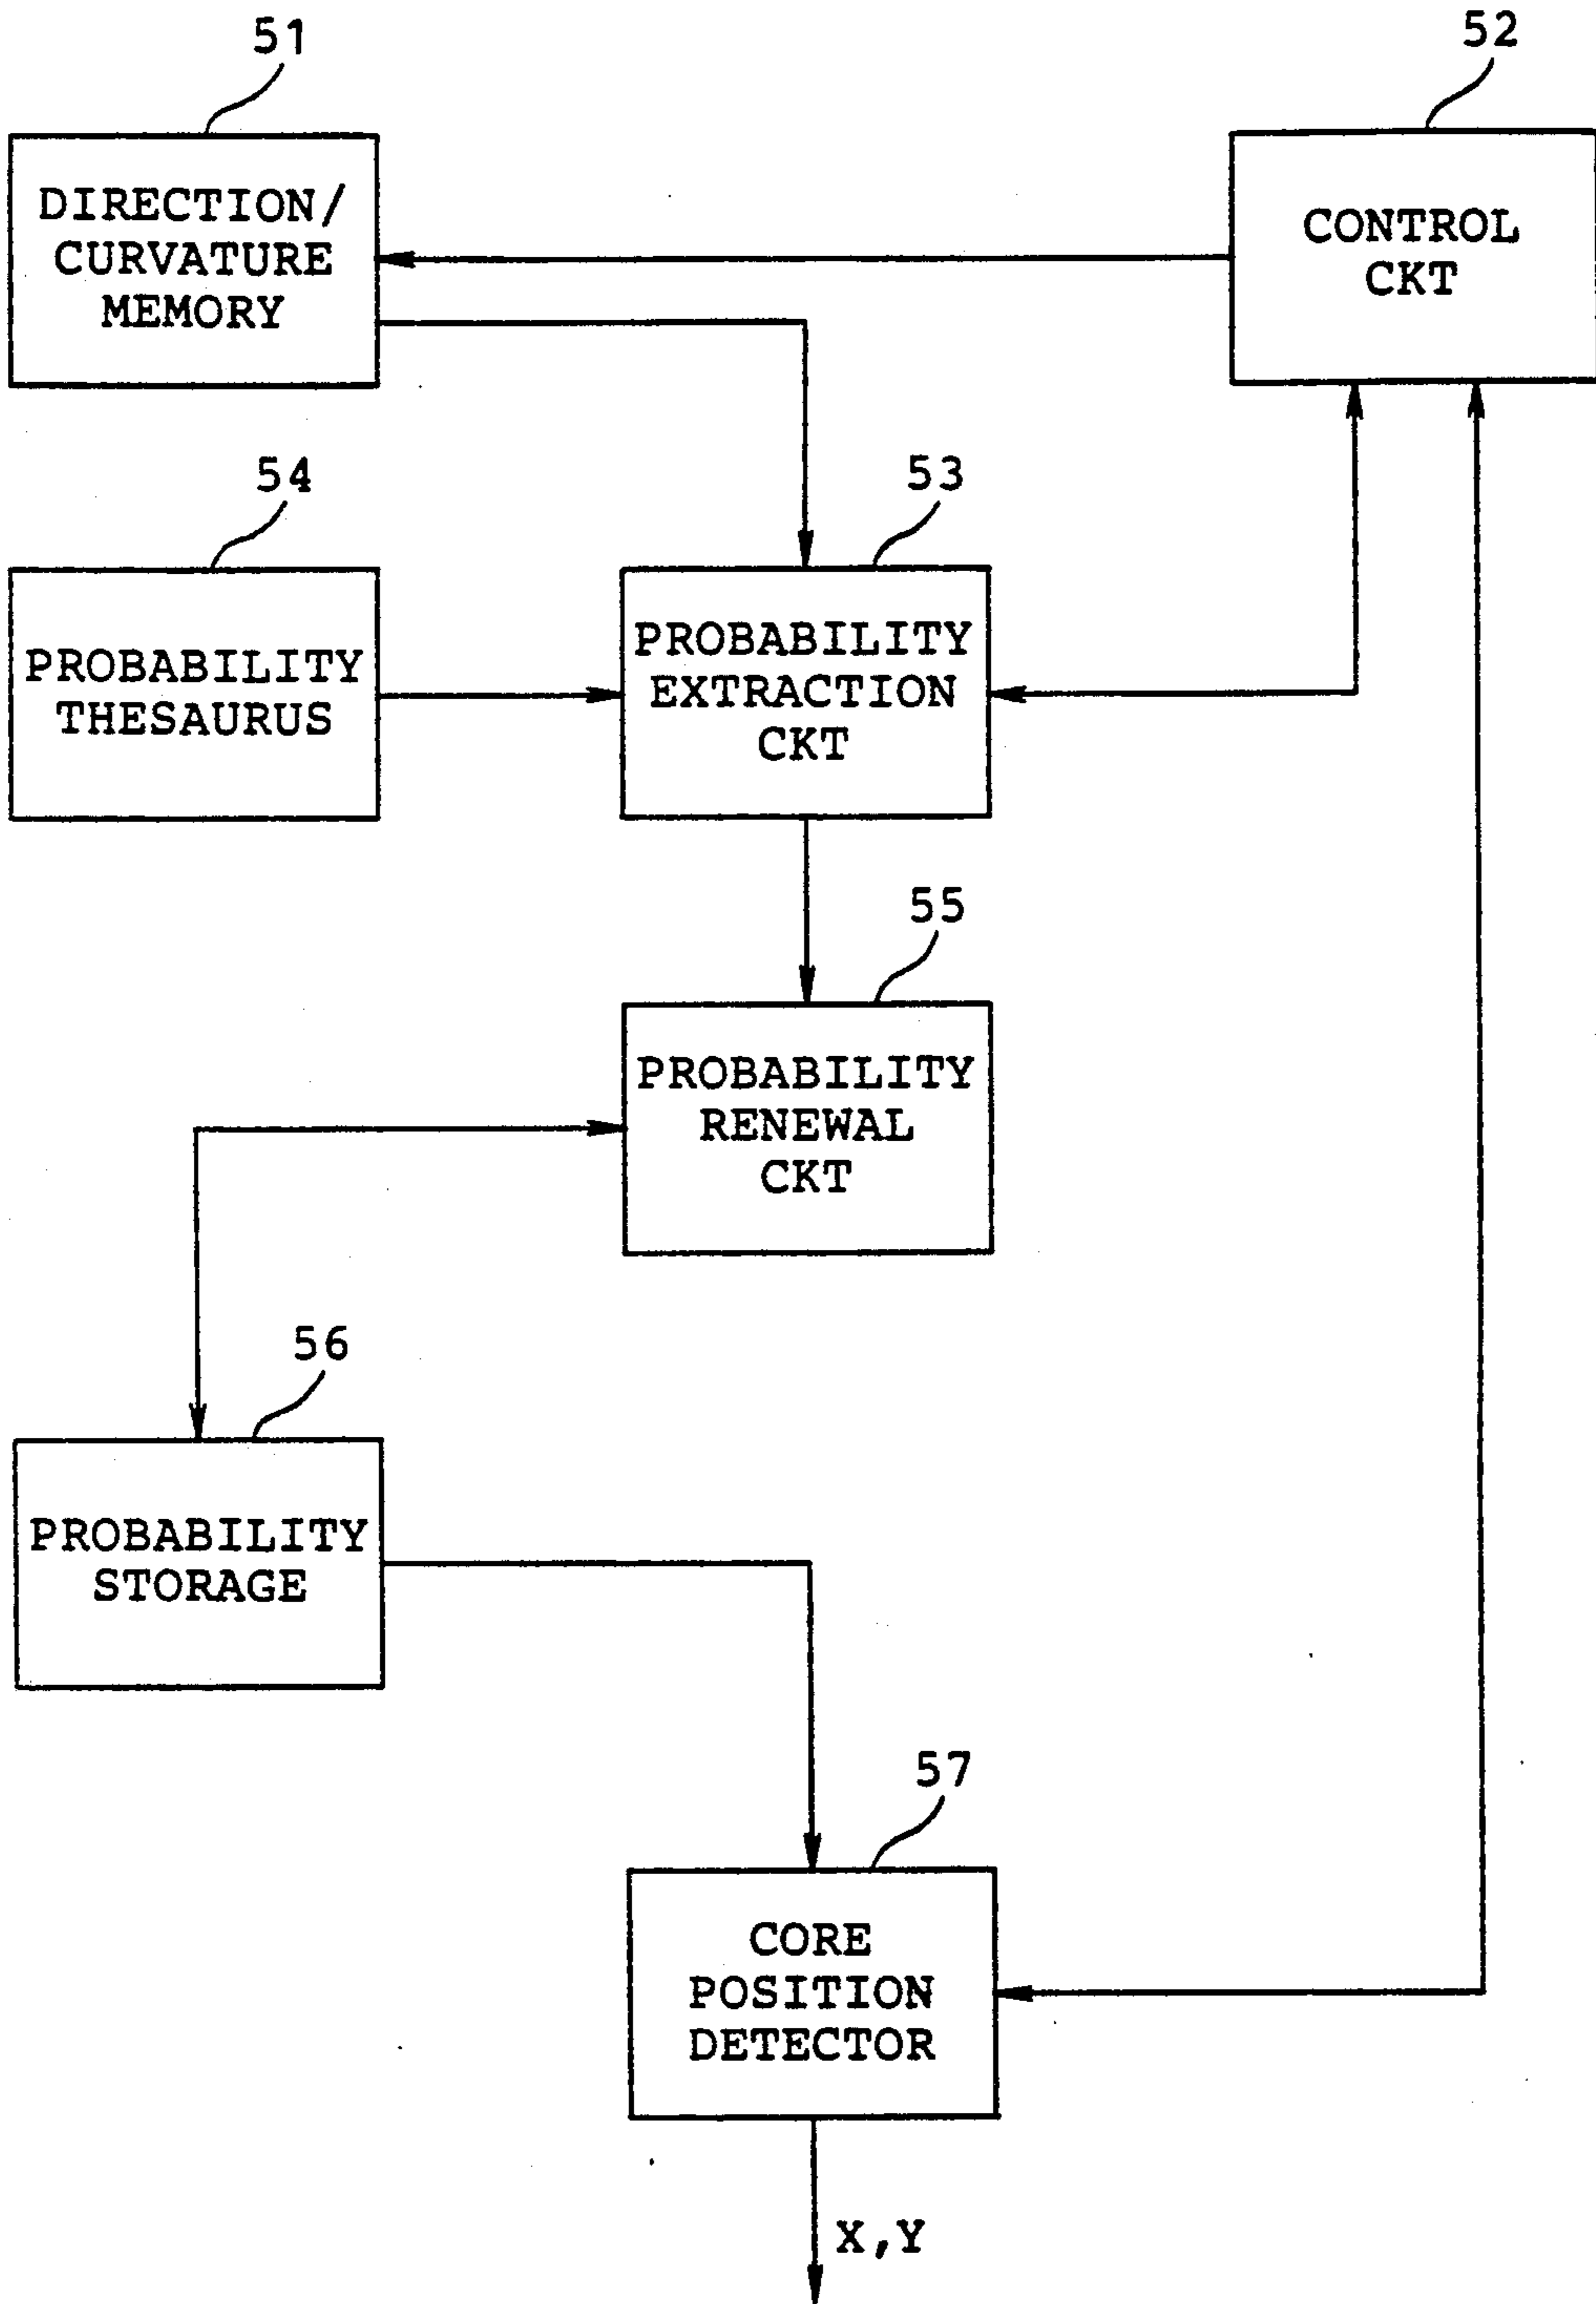 51
52
DIRECTION/
CURVATURE
MEMORY
CONTROL
CKT
54
53
PROBABILITY
THESAURUS
PROBABILITY
EXTRACTION
CKT
55
PROBABILITY
RENEWAL
CKT
56
PROBABILITY
STORAGE
57
CORE
POSITION
DETECTOR
X,Y